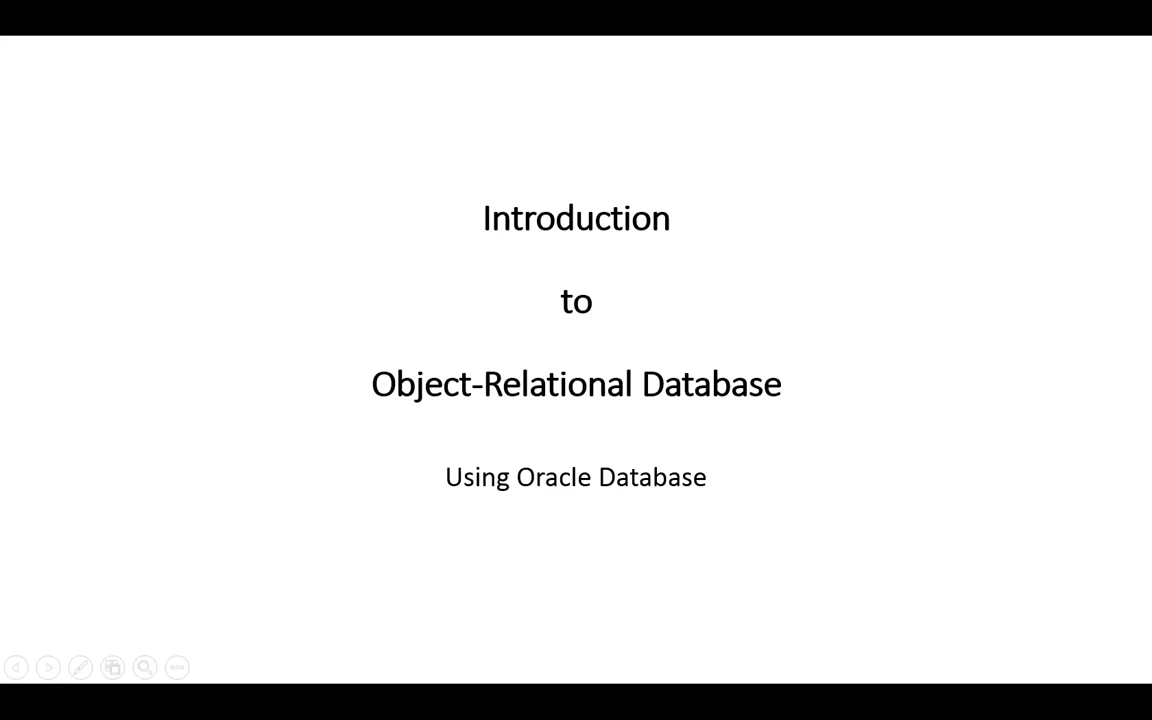 Introduction
to
Object-Relational Database
Using Oracle Database